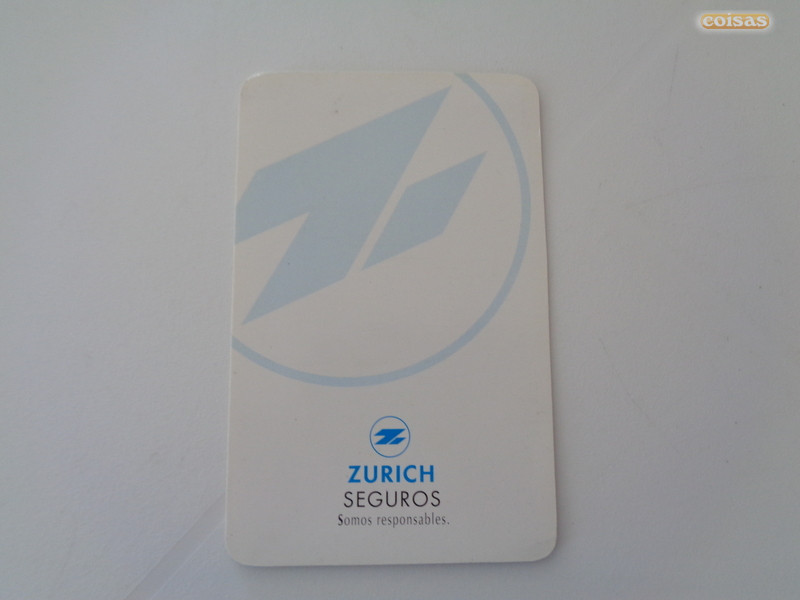 coisas
ZURICH
SEGUROS
Somos responsables.